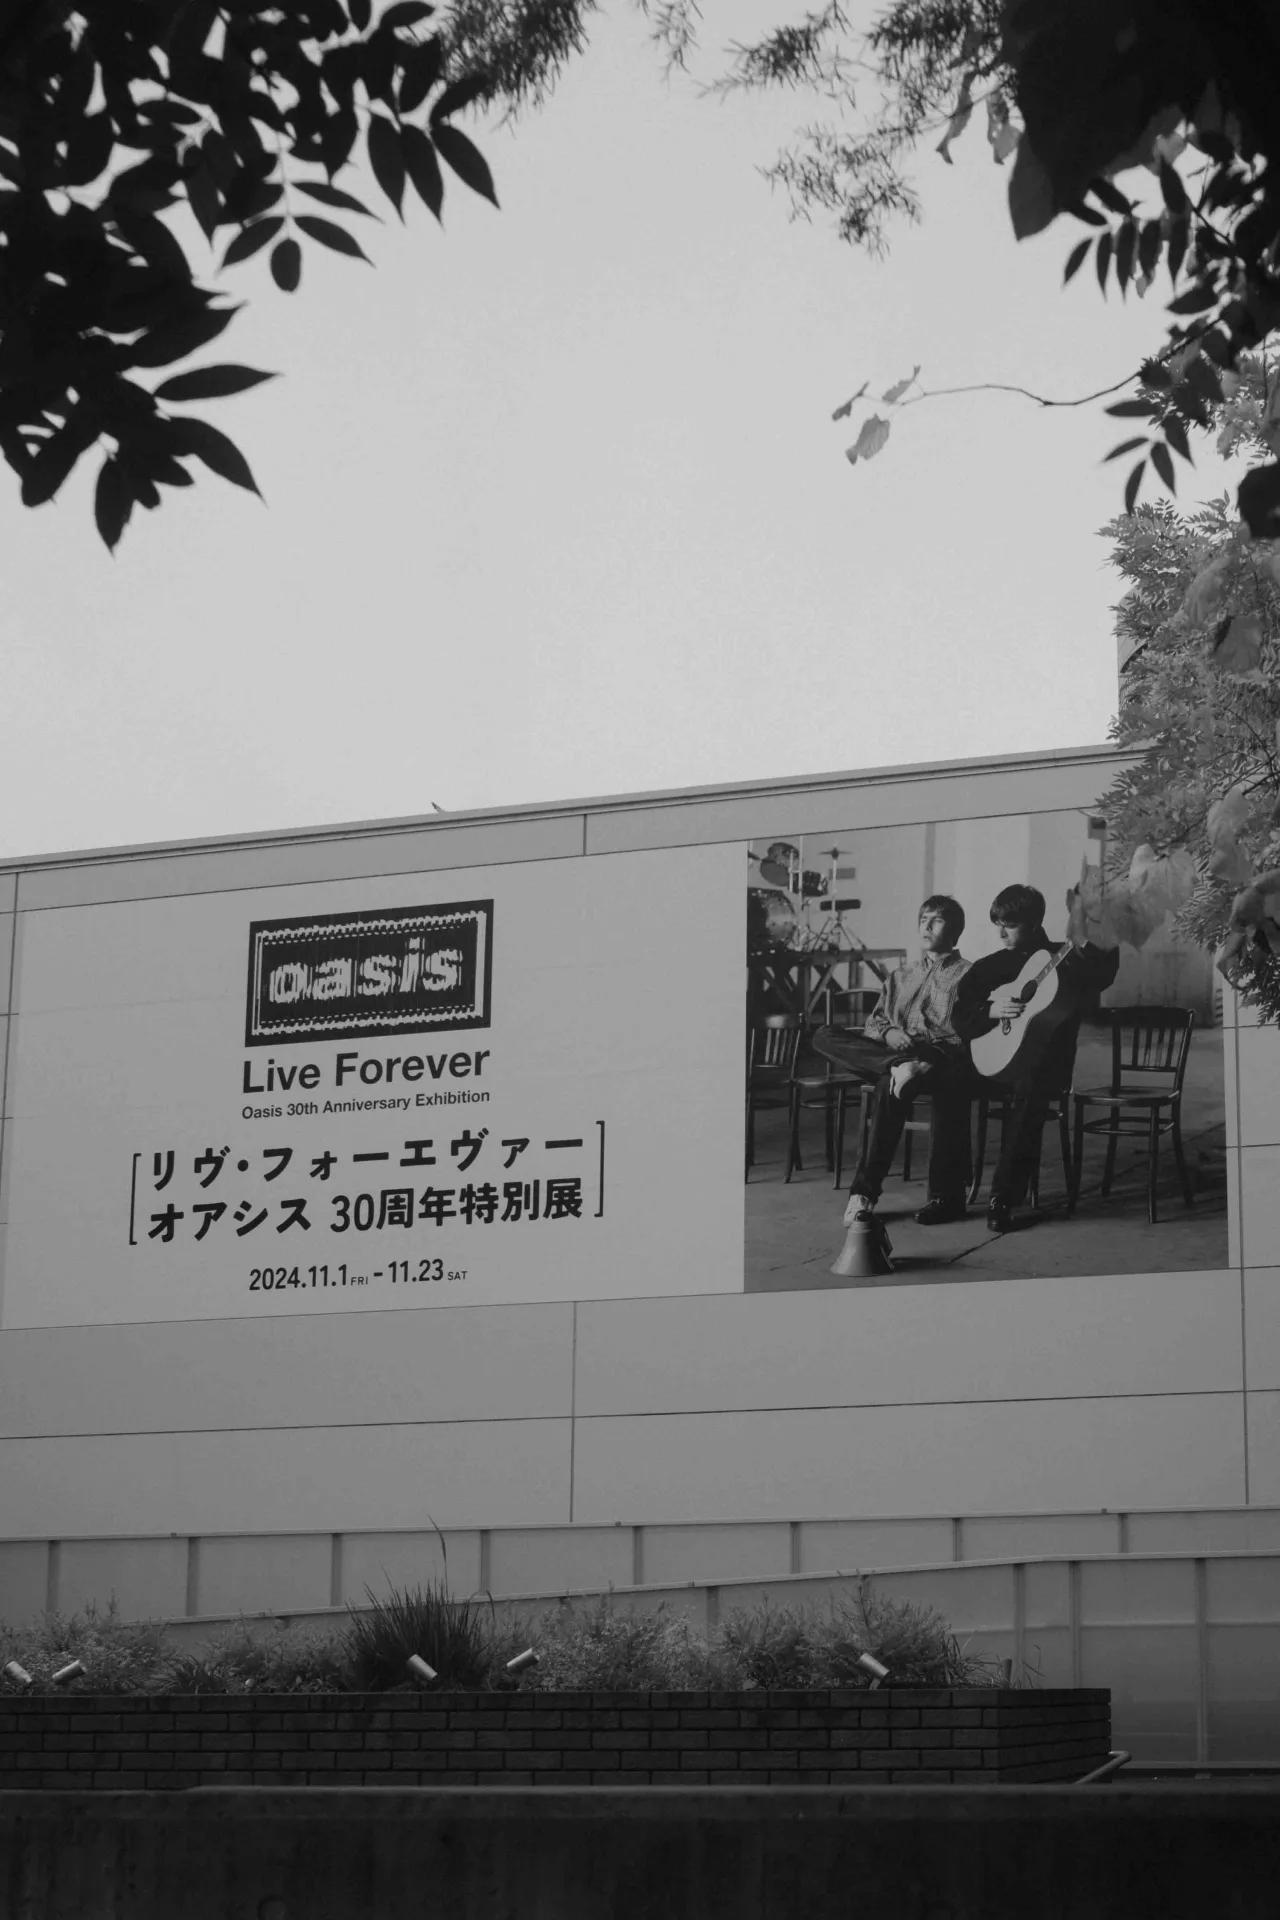 oasis
Live Forever
Oasis 30th Anniversary Exhibition
[リヴ・フォーエヴァー
オアシス 30周年特別展]
2024.11.1 FRI - 11.23 SAT